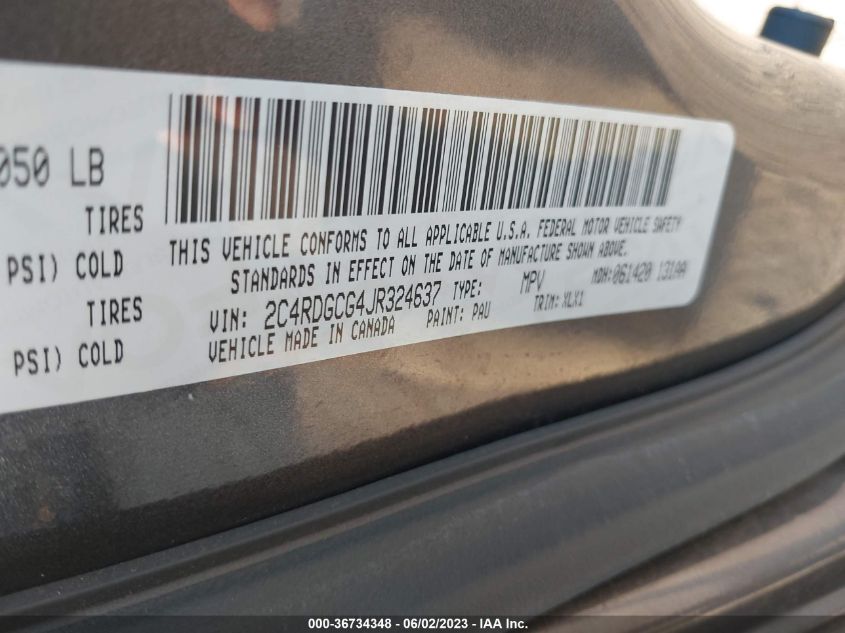 050 LB
TIRES
PSI) COLD
TIRES
PSI) COLD
THIS VEHICLE CONFORMS TO ALL APPLICABLE U.S.A. FEDERAL MOTOR VEHICLE SAFETY
STANDARDS IN EFFECT ON THE DATE OF MANUFACTURE SHOWN ABOVE.
VIN: 2C4RDGCG4JR324637 TYPE: MPV MDH:061420 131AA
VEHICLE MADE IN CANADA PAINT: PAU TRIM: XLX1
000-36734348 - 06/02/2023 - IAA Inc.